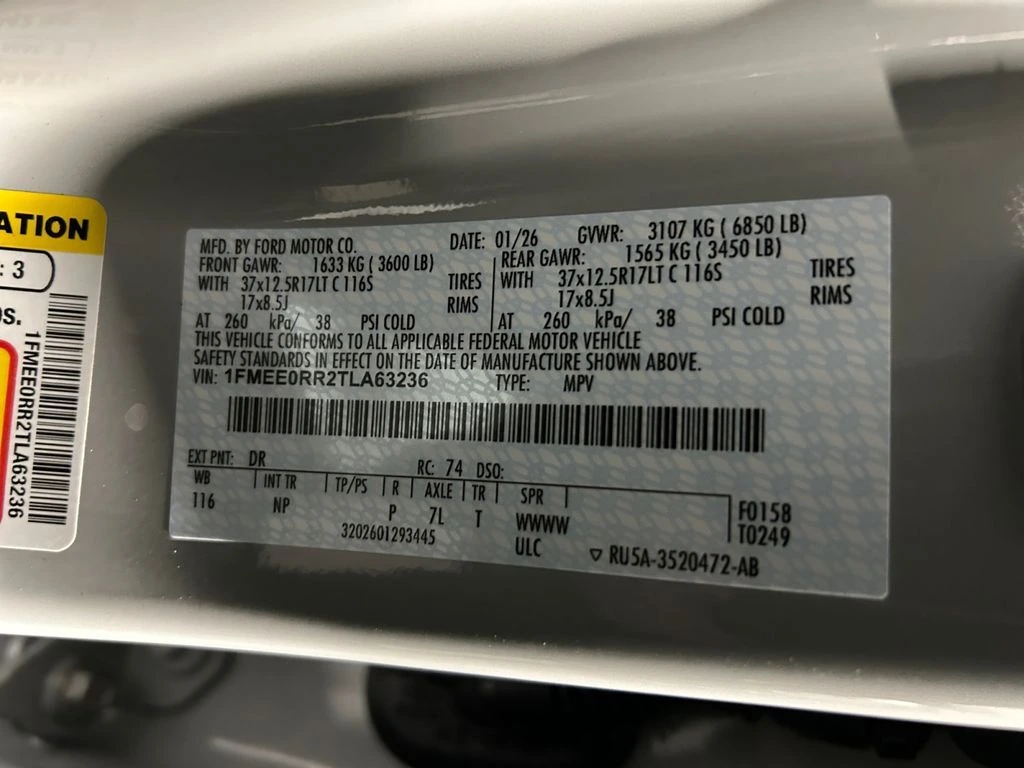 ATION
: 3
OS.
1FMEE0RR2TLA63236
MFD. BY FORD MOTOR CO. DATE: 01/26 GVWR: 3107 KG ( 6850 LB)
FRONT GAWR: 1633 KG ( 3600 LB) REAR GAWR: 1565 KG ( 3450 LB)
WITH 37x12.5R17LT C 116S TIRES WITH 37x12.5R17LT C 116S TIRES
17x8.5J RIMS 17x8.5J RIMS
AT 260 kPa/ 38 PSI COLD AT 260 kPa/ 38 PSI COLD
THIS VEHICLE CONFORMS TO ALL APPLICABLE FEDERAL MOTOR VEHICLE
SAFETY STANDARDS IN EFFECT ON THE DATE OF MANUFACTURE SHOWN ABOVE.
VIN: 1FMEE0RR2TLA63236 TYPE: MPV
EXT PNT: DR RC: 74 DSO:
WB INT TR TP/PS R AXLE TR SPR
116 NP P 7L T WWWW F0158
3202601293445 ULC T0249
RU5A-3520472-AB